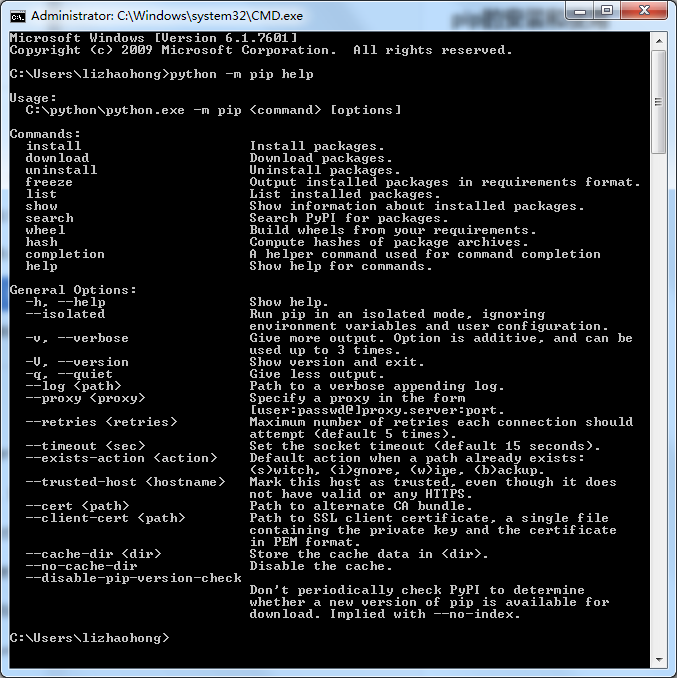 Administrator: C:\Windows\system32\CMD.exe
Microsoft Windows [Version 6.1.7601]
Copyright (c) 2009 Microsoft Corporation.  All rights reserved.
C:\Users\lizhaohong>python -m pip help
Usage:
  C:\python\python.exe -m pip <command> [options]
Commands:
  install                     Install packages.
  download                    Download packages.
  uninstall                   Uninstall packages.
  freeze                      Output installed packages in requirements format.
  list                        List installed packages.
  show                        Show information about installed packages.
  search                      Search PyPI for packages.
  wheel                       Build wheels from your requirements.
  hash                        Compute hashes of package archives.
  completion                  A helper command used for command completion
  help                        Show help for commands.
General Options:
  -h, --help                  Show help.
  --isolated                  Run pip in an isolated mode, ignoring
                              environment variables and user configuration.
  -v, --verbose               Give more output. Option is additive, and can be
                              used up to 3 times.
  -V, --version               Show version and exit.
  -q, --quiet                 Give less output.
  --log <path>                Path to a verbose appending log.
  --proxy <proxy>             Specify a proxy in the form
                              [user:passwd@]proxy.server:port.
  --retries <retries>         Maximum number of retries each connection should
                              attempt (default 5 times).
  --timeout <sec>             Set the socket timeout (default 15 seconds).
  --exists-action <action>    Default action when a path already exists:
                              (s)witch, (i)gnore, (w)ipe, (b)ackup.
  --trusted-host <hostname>   Mark this host as trusted, even though it does
                              not have valid or any HTTPS.
  --cert <path>               Path to alternate CA bundle.
  --client-cert <path>        Path to SSL client certificate, a single file
                              containing the private key and the certificate
                              in PEM format.
  --cache-dir <dir>           Store the cache data in <dir>.
  --no-cache-dir              Disable the cache.
  --disable-pip-version-check
                              Don't periodically check PyPI to determine
                              whether a new version of pip is available for
                              download. Implied with --no-index.
C:\Users\lizhaohong>